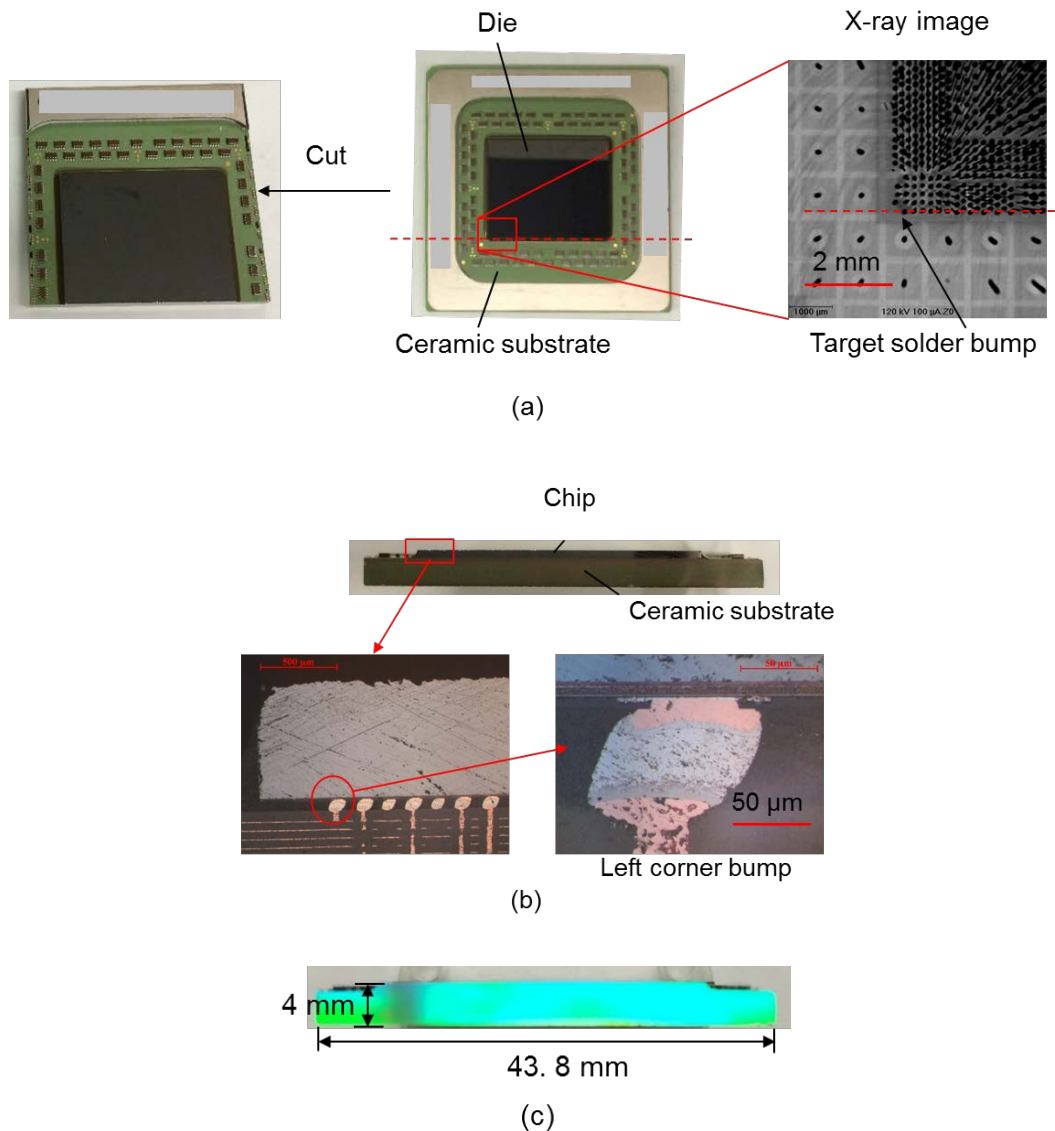 Die
X-ray image
Cut
2 mm
1000 µm
120 kV 100 µA.Z0
Ceramic substrate
Target solder bump
(a)
Chip
Ceramic substrate
500 µm
50 µm
50 µm
Left corner bump
(b)
4 mm
43. 8 mm
(c)